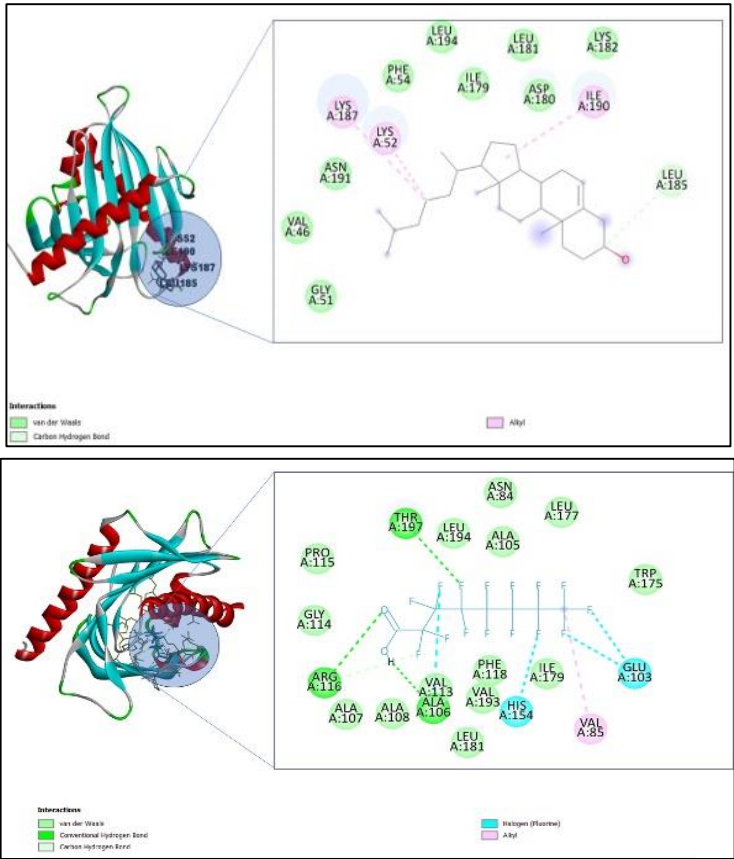 LEU
A:194
LEU
A:181
LYS
A:182
PHE
A:54
ILE
A:179
ASP
A:180
ILE
A:190
LYS
A:187
LYS
A:52
ASN
A:191
LEU
A:185
VAL
A:46
GLY
A:51
O
Interactions
van der Waals
Carbon Hydrogen Bond
Alkyl
ASN
A:84
LEU
A:177
THR
A:197
LEU
A:194
ALA
A:105
PRO
A:115
TRP
A:175
GLY
A:114
F F F F F F
F
O
F F F F F F
F F
O
H
ARG
A:116
VAL
A:113
PHE
A:118
ILE
A:179
GLU
A:103
ALA
A:107
ALA
A:108
ALA
A:106
VAL
A:193
HIS
A:154
VAL
A:85
LEU
A:181
Interactions
van der Waals
Conventional Hydrogen Bond
Carbon Hydrogen Bond
Halogen (Fluorine)
Alkyl